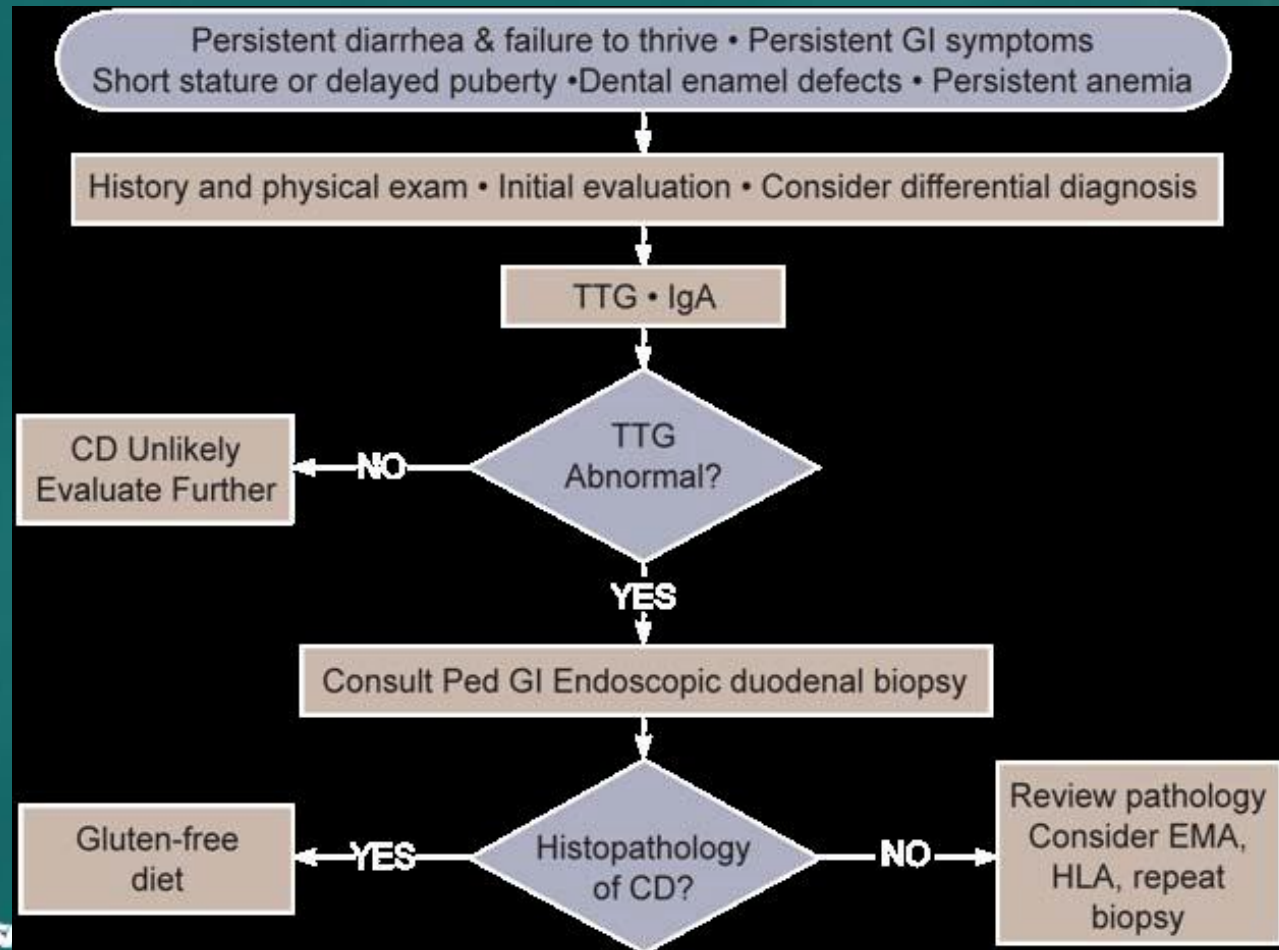 Persistent diarrhea & failure to thrive • Persistent GI symptoms
Short stature or delayed puberty •Dental enamel defects • Persistent anemia
History and physical exam • Initial evaluation • Consider differential diagnosis
TTG • IgA
TTG
Abnormal?
NO
CD Unlikely
Evaluate Further
YES
Consult Ped GI Endoscopic duodenal biopsy
Histopathology
of CD?
YES
Gluten-free
diet
NO
Review pathology
Consider EMA,
HLA, repeat
biopsy